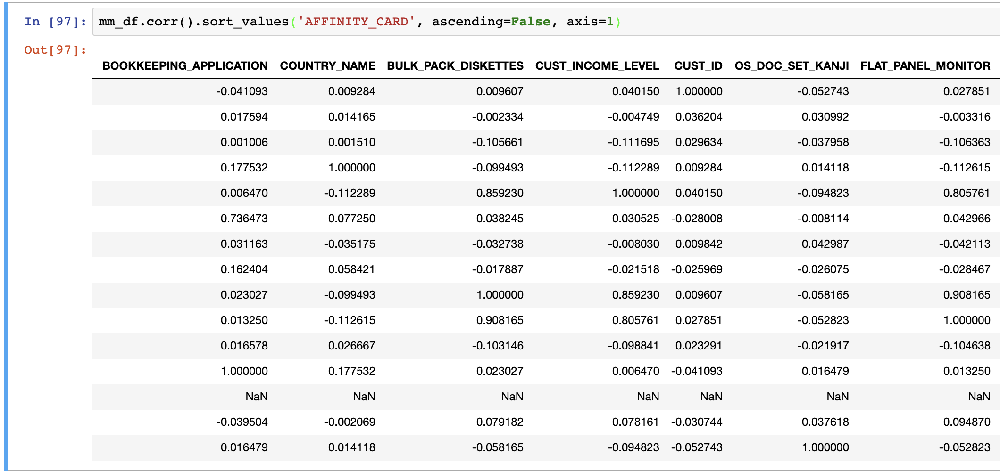 In [97]: mm_df.corr().sort_values('AFFINITY_CARD', ascending=False, axis=1)
Out[97]:
BOOKKEEPING_APPLICATION COUNTRY_NAME BULK_PACK_DISKETTES CUST_INCOME_LEVEL CUST_ID OS_DOC_SET_KANJI FLAT_PANEL_MONITOR
-0.041093 0.009284 0.009607 0.040150 1.000000 -0.052743 0.027851
0.017594 0.014165 -0.002334 -0.004749 0.036204 0.030992 -0.003316
0.001006 0.001510 -0.105661 -0.111695 0.029634 -0.037958 -0.106363
0.177532 1.000000 -0.099493 -0.112289 0.009284 0.014118 -0.112615
0.006470 -0.112289 0.859230 1.000000 0.040150 -0.094823 0.805761
0.736473 0.077250 0.038245 0.030525 -0.028008 -0.008114 0.042966
0.031163 -0.035175 -0.032738 -0.008030 0.009842 0.042987 -0.042113
0.162404 0.058421 -0.017887 -0.021518 -0.025969 -0.026075 -0.028467
0.023027 -0.099493 1.000000 0.859230 0.009607 -0.058165 0.908165
0.013250 -0.112615 0.908165 0.805761 0.027851 -0.052823 1.000000
0.016578 0.026667 -0.103146 -0.098841 0.023291 -0.021917 -0.104638
1.000000 0.177532 0.023027 0.006470 -0.041093 0.016479 0.013250
NaN NaN NaN NaN NaN NaN NaN
-0.039504 -0.002069 0.079182 0.078161 -0.030744 0.037618 0.094870
0.016479 0.014118 -0.058165 -0.094823 -0.052743 1.000000 -0.052823